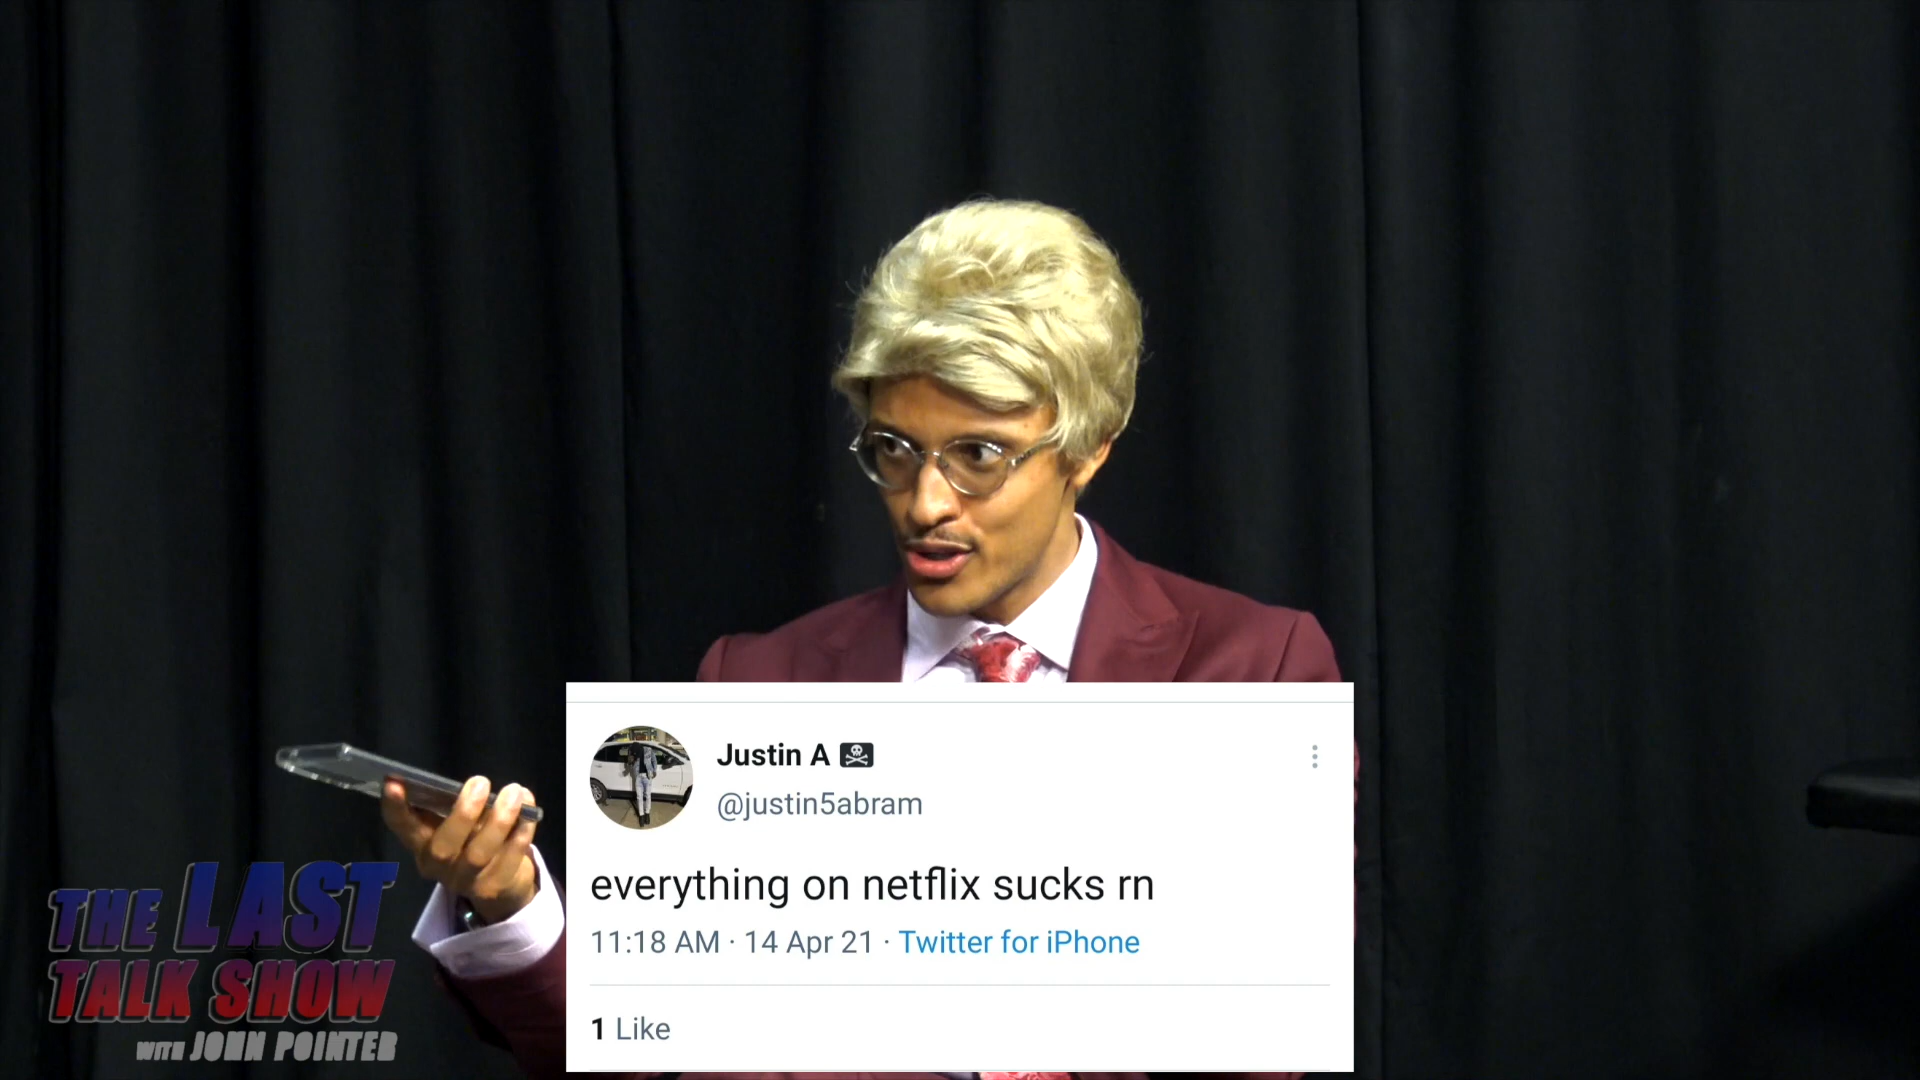 Justin A
@justin5abram
everything on netflix sucks rn
11:18 AM · 14 Apr 21 · Twitter for iPhone
1 Like
THE LAST
TALK SHOW
WITH JOHN POINTER